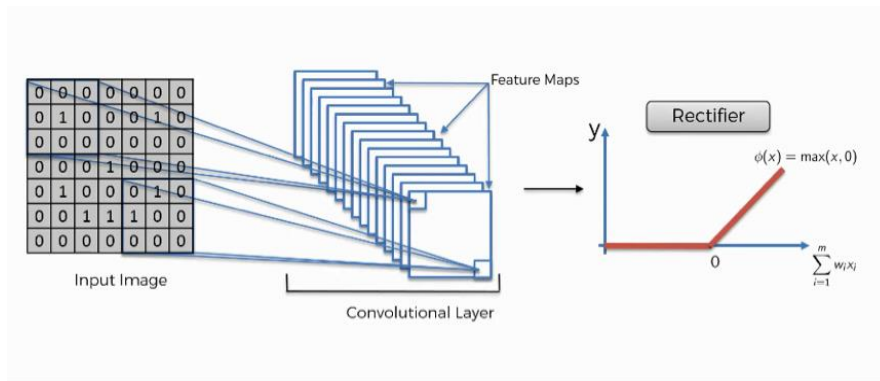 0 0 0 0 0 0 0
0 1 0 0 0 1 0
0 0 0 0 0 0 0
0 0 0 1 0 0 0
0 1 0 0 0 1 0
0 0 1 1 1 0 0
0 0 0 0 0 0 0
Input Image
Feature Maps
Convolutional Layer
Rectifier
y
ϕ(x) = max(x, 0)
0
m
∑ wᵢxᵢ
i=1